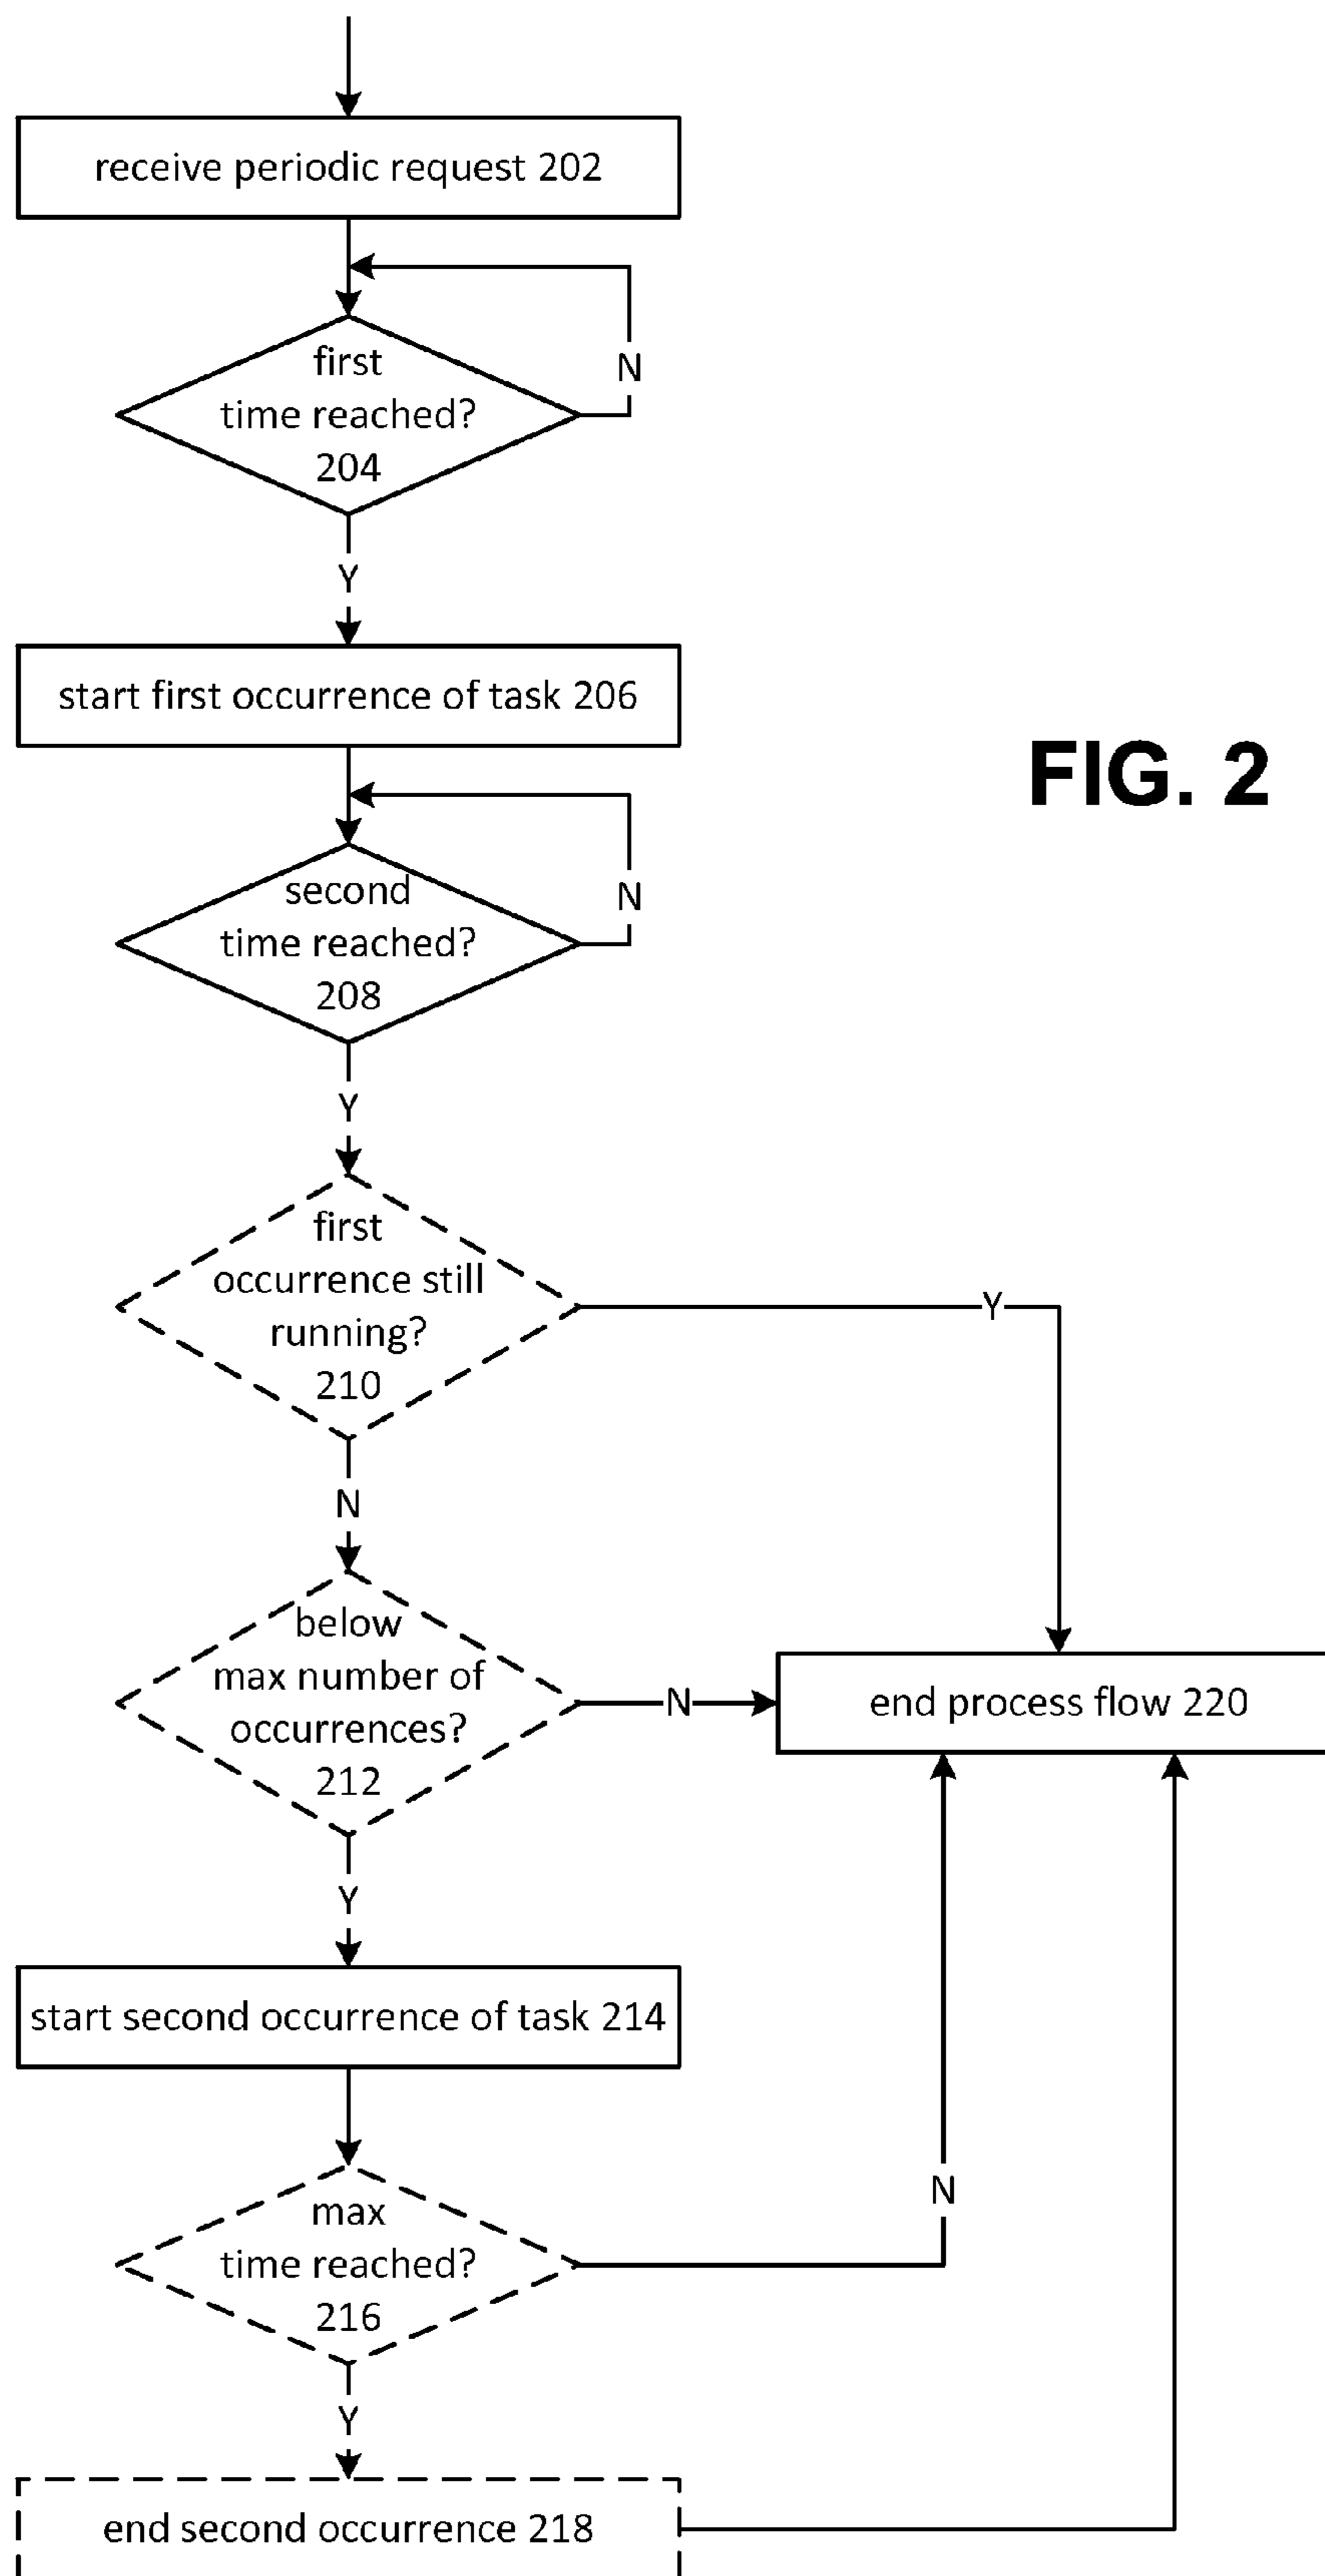 receive periodic request 202
first
time reached?
204
N
Y
start first occurrence of task 206
FIG. 2
second
time reached?
208
N
Y
first
occurrence still
running?
210
Y
N
below
max number of
occurrences?
212
N
end process flow 220
Y
start second occurrence of task 214
max
time reached?
216
N
Y
end second occurrence 218